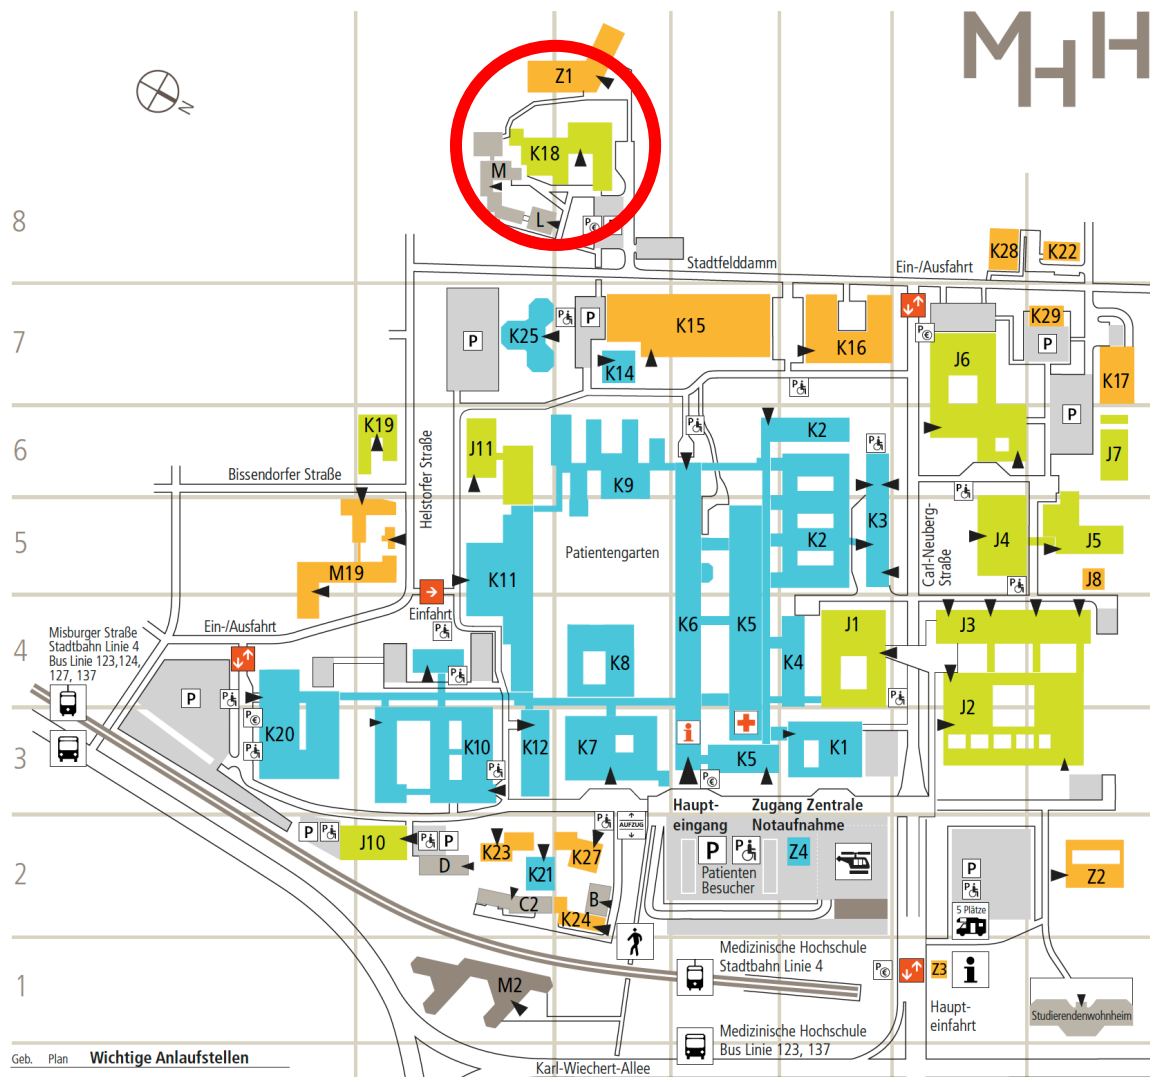 MHH
N
Z1
K18
M
L
P€
8
Stadtfelddamm
Ein-/Ausfahrt
K28
K22
7
P
K25
P
P
K15
K14
K16
P
P€
K29
P
J6
K17
P
6
K19
J11
K9
P
K2
P
J7
Bissendorfer Straße
Helstorfer Straße
5
M19
K11
Patientengarten
K2
K3
Carl-Neuberg-
Straße
P
J4
J5
J8
P
Einfahrt
P
Ein-/Ausfahrt
4
Misburger Straße
Stadtbahn Linie 4
Bus Linie 123,124,
127, 137
P
P
P€
P
P
K8
K6
K5
K4
J1
P
J3
J2
3
K20
K10
P
K12
K7
i
K5
K1
P€
Haupt-
eingang
Zugang Zentrale
Notaufnahme
2
P
P
J10
P
P
P
AUFZUG
K23
K27
D
K21
C2
B
K24
P
P
Patienten
Besucher
Z4
P
P
5 Plätze
Z2
1
M2
Medizinische Hochschule
Stadtbahn Linie 4
P€
Z3
i
Haupt-
einfahrt
Studierendenwohnheim
Medizinische Hochschule
Bus Linie 123, 137
Geb. Plan Wichtige Anlaufstellen
Karl-Wiechert-Allee